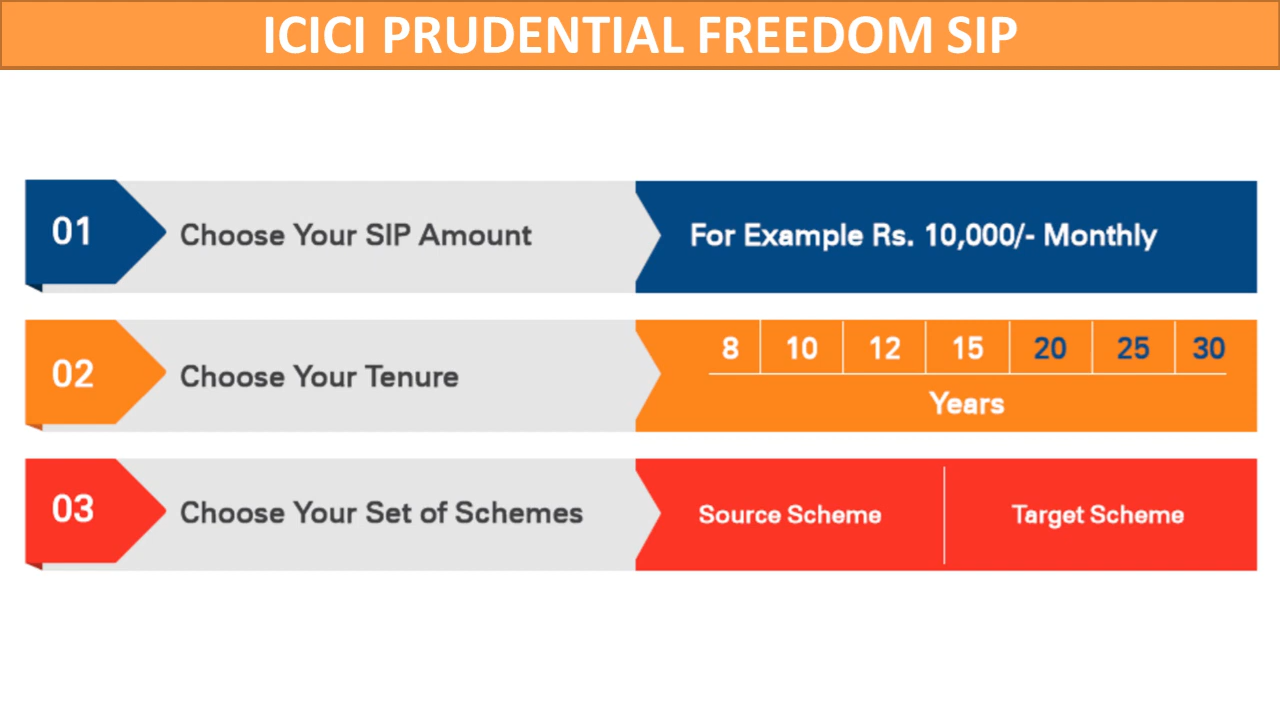 ICICI PRUDENTIAL FREEDOM SIP
01 Choose Your SIP Amount For Example Rs. 10,000/- Monthly
02 Choose Your Tenure 8 10 12 15 20 25 30
Years
03 Choose Your Set of Schemes Source Scheme Target Scheme